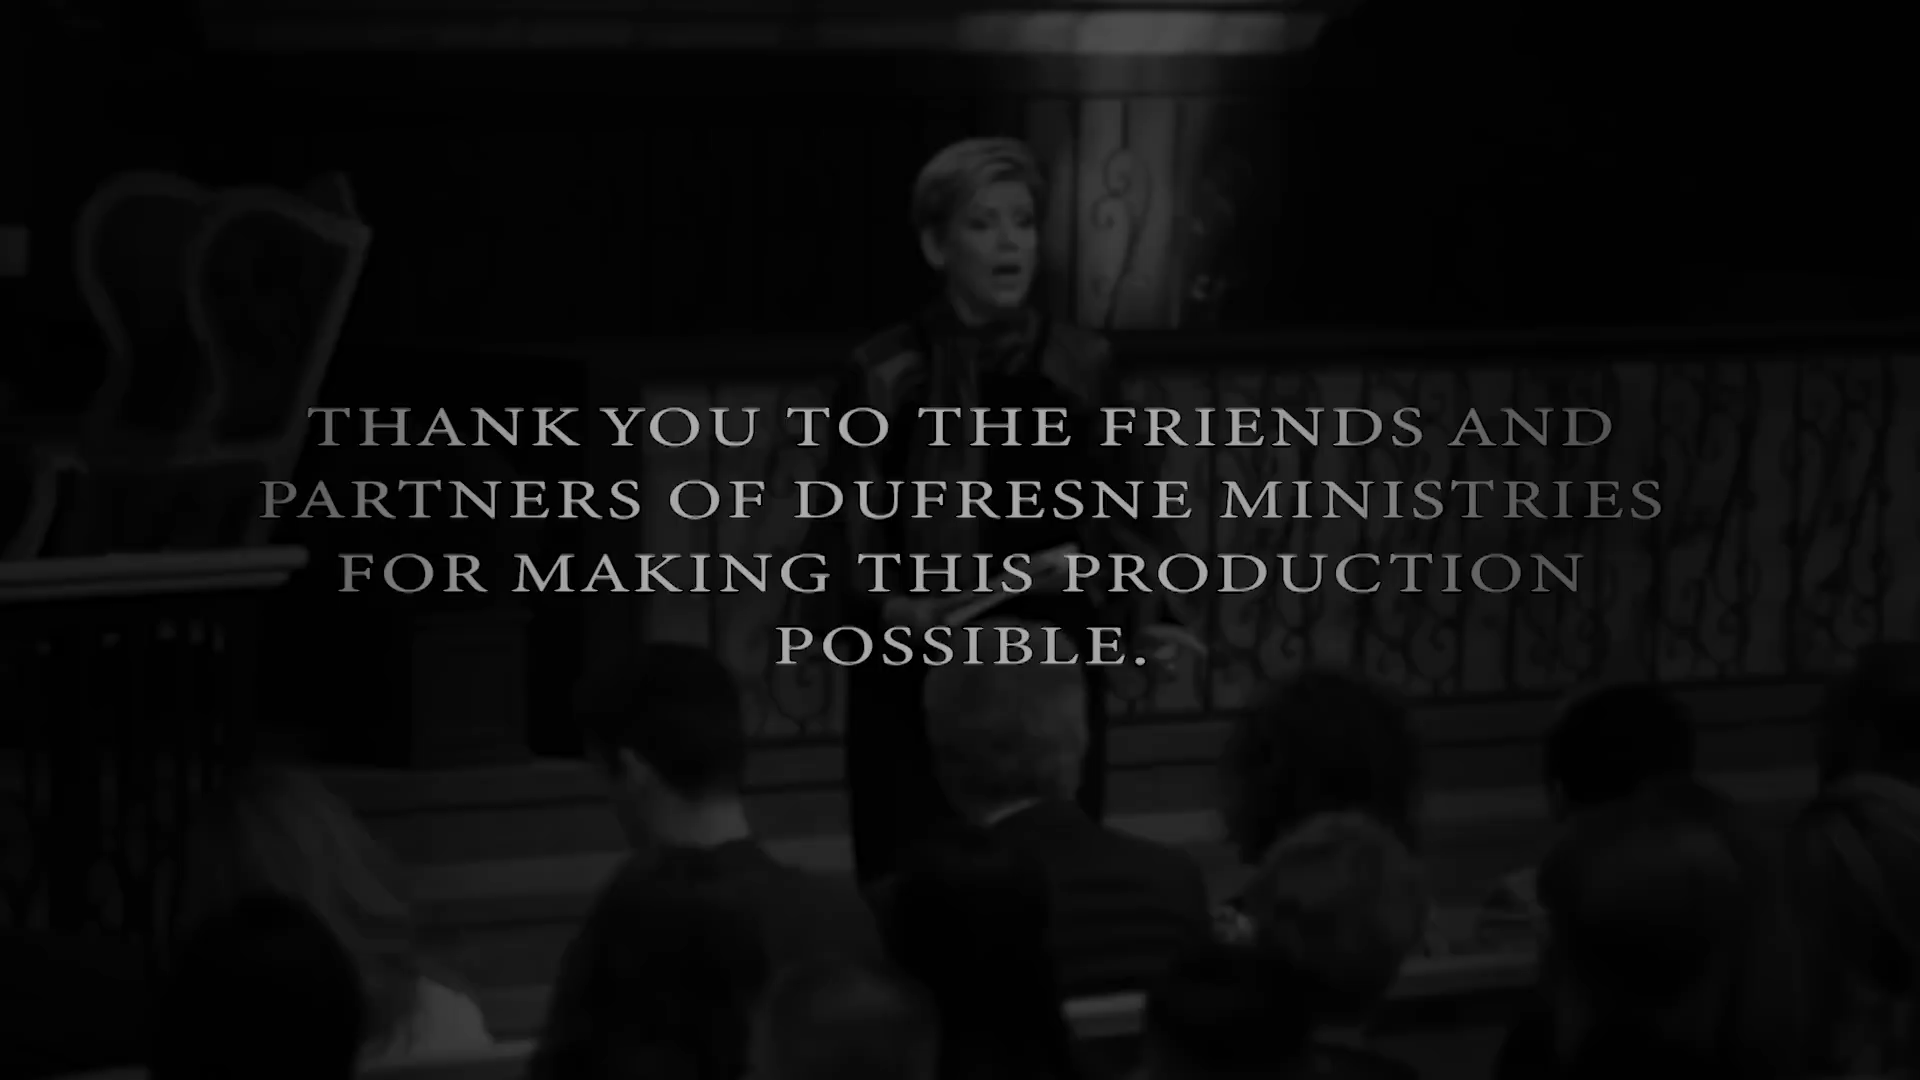 THANK YOU TO THE FRIENDS AND
PARTNERS OF DUFRESNE MINISTRIES
FOR MAKING THIS PRODUCTION
POSSIBLE.